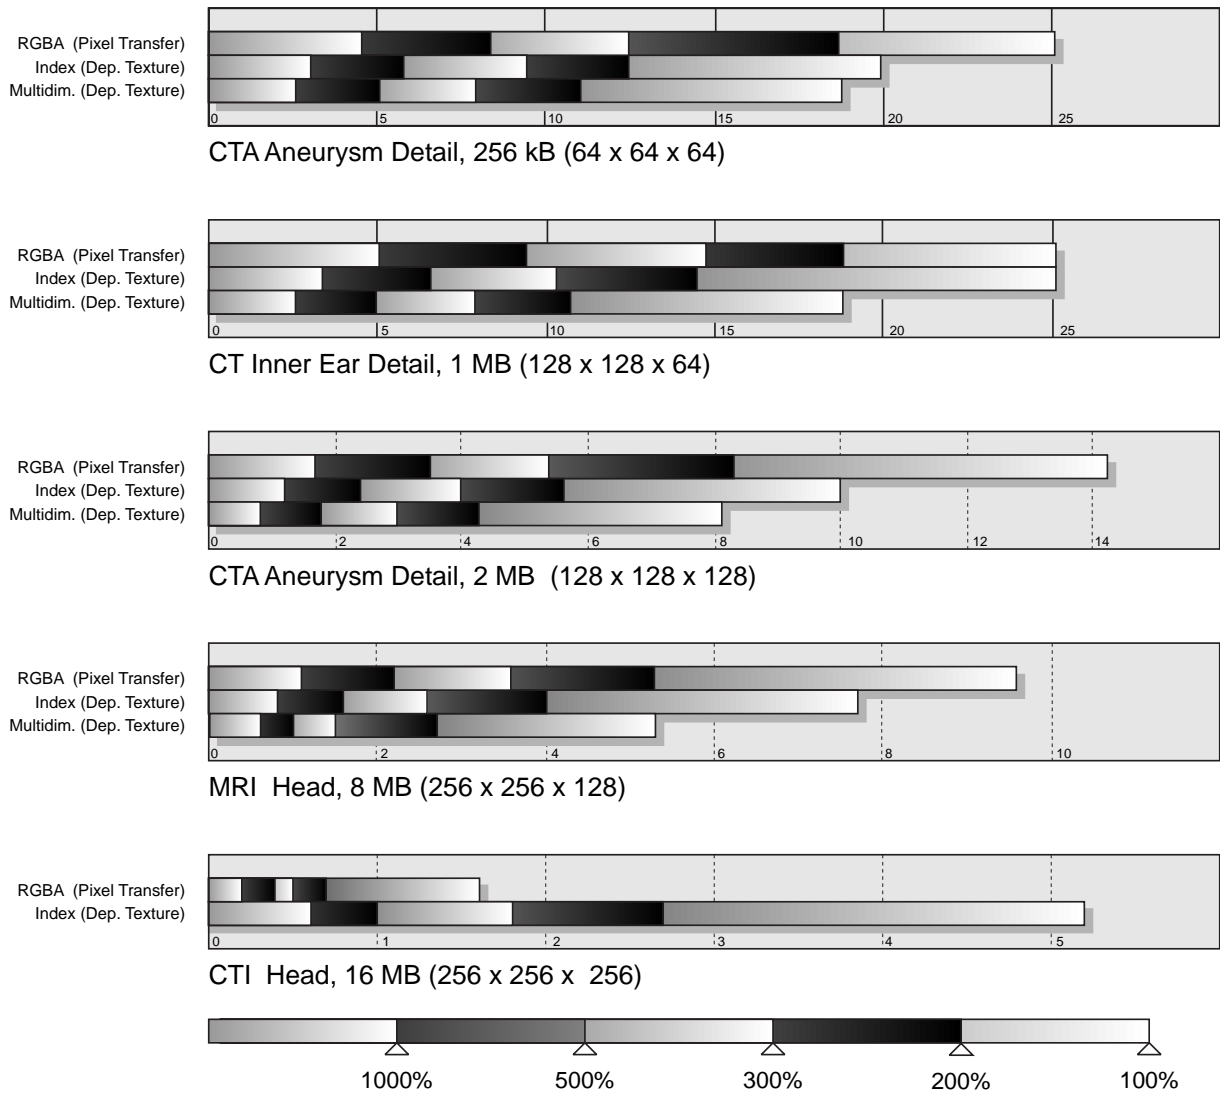 RGBA (Pixel Transfer)
Index (Dep. Texture)
Multidim. (Dep. Texture)
0 5 10 15 20 25
CTA Aneurysm Detail, 256 kB (64 x 64 x 64)
RGBA (Pixel Transfer)
Index (Dep. Texture)
Multidim. (Dep. Texture)
0 5 10 15 20 25
CT Inner Ear Detail, 1 MB (128 x 128 x 64)
RGBA (Pixel Transfer)
Index (Dep. Texture)
Multidim. (Dep. Texture)
0 2 4 6 8 10 12 14
CTA Aneurysm Detail, 2 MB (128 x 128 x 128)
RGBA (Pixel Transfer)
Index (Dep. Texture)
Multidim. (Dep. Texture)
0 2 4 6 8 10
MRI Head, 8 MB (256 x 256 x 128)
RGBA (Pixel Transfer)
Index (Dep. Texture)
0 1 2 3 4 5
CTI Head, 16 MB (256 x 256 x 256)
1000% 500% 300% 200% 100%